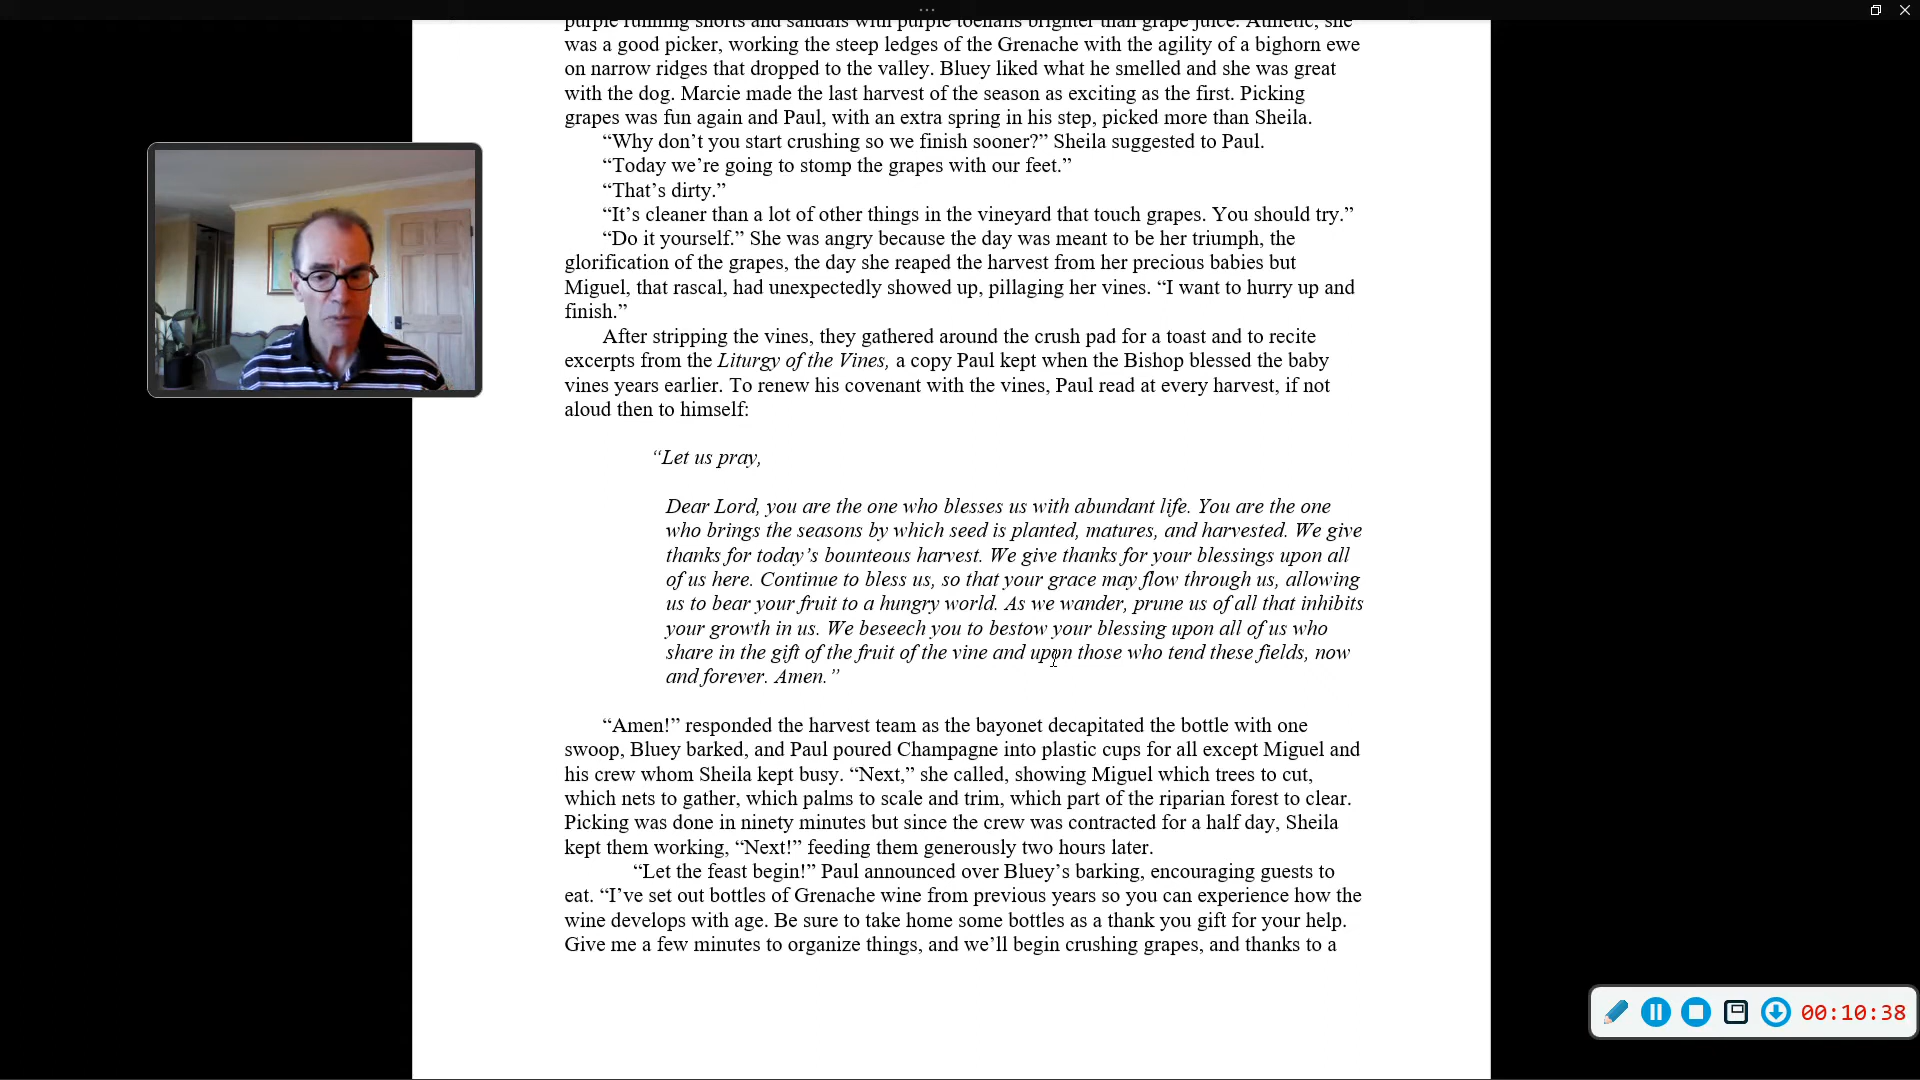 purple running shorts and sandals with purple toenails brighter than grape juice. Athletic, she
was a good picker, working the steep ledges of the Grenache with the agility of a bighorn ewe
on narrow ridges that dropped to the valley. Bluey liked what he smelled and she was great
with the dog. Marcie made the last harvest of the season as exciting as the first. Picking
grapes was fun again and Paul, with an extra spring in his step, picked more than Sheila.
“Why don’t you start crushing so we finish sooner?” Sheila suggested to Paul.
“Today we’re going to stomp the grapes with our feet.”
“That’s dirty.”
“It’s cleaner than a lot of other things in the vineyard that touch grapes. You should try.”
“Do it yourself.” She was angry because the day was meant to be her triumph, the
glorification of the grapes, the day she reaped the harvest from her precious babies but
Miguel, that rascal, had unexpectedly showed up, pillaging her vines. “I want to hurry up and
finish.”
After stripping the vines, they gathered around the crush pad for a toast and to recite
excerpts from the Liturgy of the Vines, a copy Paul kept when the Bishop blessed the baby
vines years earlier. To renew his covenant with the vines, Paul read at every harvest, if not
aloud then to himself:
“Let us pray,
Dear Lord, you are the one who blesses us with abundant life. You are the one
who brings the seasons by which seed is planted, matures, and harvested. We give
thanks for today’s bounteous harvest. We give thanks for your blessings upon all
of us here. Continue to bless us, so that your grace may flow through us, allowing
us to bear your fruit to a hungry world. As we wander, prune us of all that inhibits
your growth in us. We beseech you to bestow your blessing upon all of us who
share in the gift of the fruit of the vine and upon those who tend these fields, now
and forever. Amen.”
“Amen!” responded the harvest team as the bayonet decapitated the bottle with one
swoop, Bluey barked, and Paul poured Champagne into plastic cups for all except Miguel and
his crew whom Sheila kept busy. “Next,” she called, showing Miguel which trees to cut,
which nets to gather, which palms to scale and trim, which part of the riparian forest to clear.
Picking was done in ninety minutes but since the crew was contracted for a half day, Sheila
kept them working, “Next!” feeding them generously two hours later.
“Let the feast begin!” Paul announced over Bluey’s barking, encouraging guests to
eat. “I’ve set out bottles of Grenache wine from previous years so you can experience how the
wine develops with age. Be sure to take home some bottles as a thank you gift for your help.
Give me a few minutes to organize things, and we’ll begin crushing grapes, and thanks to a
00:10:38